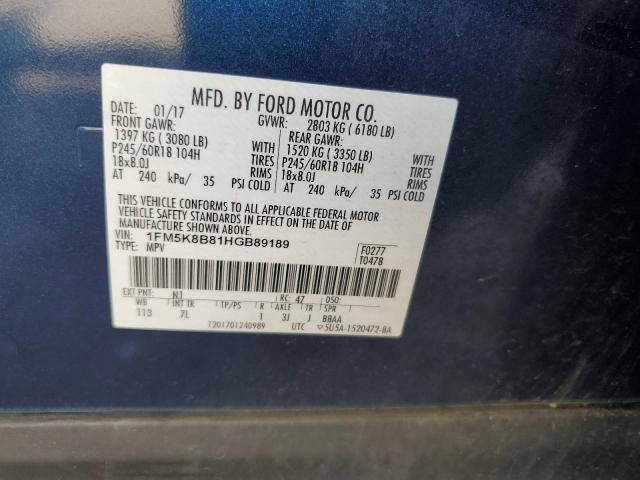 MFD. BY FORD MOTOR CO.
DATE: 01/17 GVWR: 2803 KG ( 6180 LB)
FRONT GAWR: REAR GAWR:
1397 KG ( 3080 LB) WITH 1520 KG ( 3350 LB) WITH
P245/60R18 104H TIRES P245/60R18 104H TIRES
18x8.0J RIMS 18x8.0J RIMS
AT 240 kPa/ 35 PSI COLD AT 240 kPa/ 35 PSI COLD
THIS VEHICLE CONFORMS TO ALL APPLICABLE FEDERAL MOTOR
VEHICLE SAFETY STANDARDS IN EFFECT ON THE DATE OF
MANUFACTURE SHOWN ABOVE.
VIN: 1FM5K8B81HGB89189 F0277
TYPE: MPV T0478
EXT PNT: N1 RC: 47 DSO:
WB INT TR TP/PS R AXLE TR SPR
113 7L 1 3J J BBAA
T201701240989 UTC ▽5U5A-1520472-BA